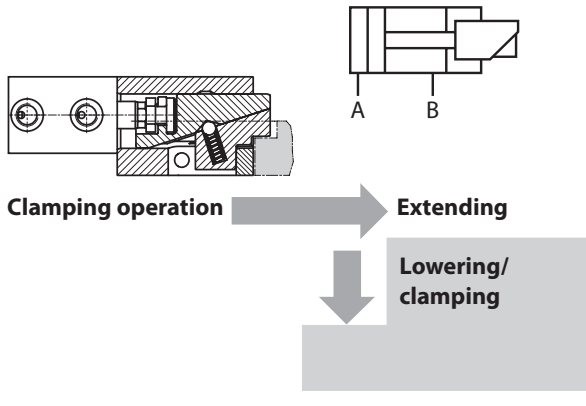 A B
Clamping operation
Extending
Lowering/
clamping